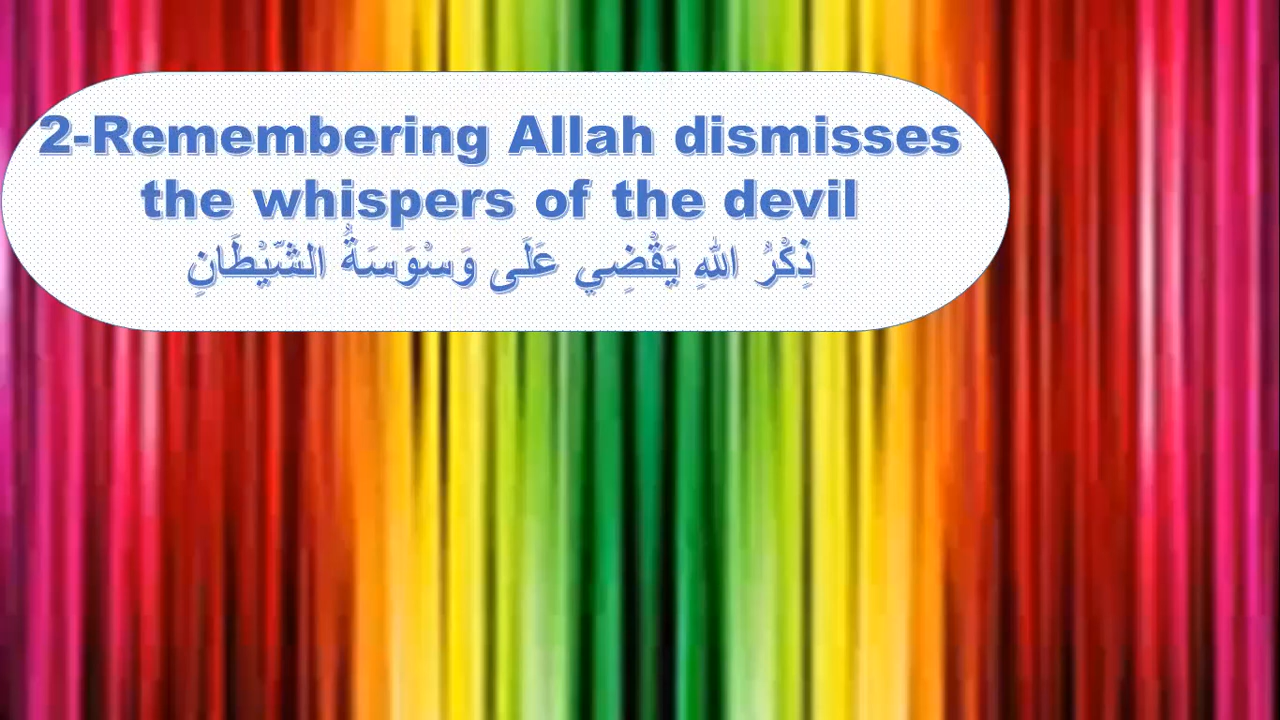 2-Remembering Allah dismisses
the whispers of the devil
ذِكْرُ اللهِ يَقْضِي عَلَى وَسْوَسَةُ الشَّيْطَانِ